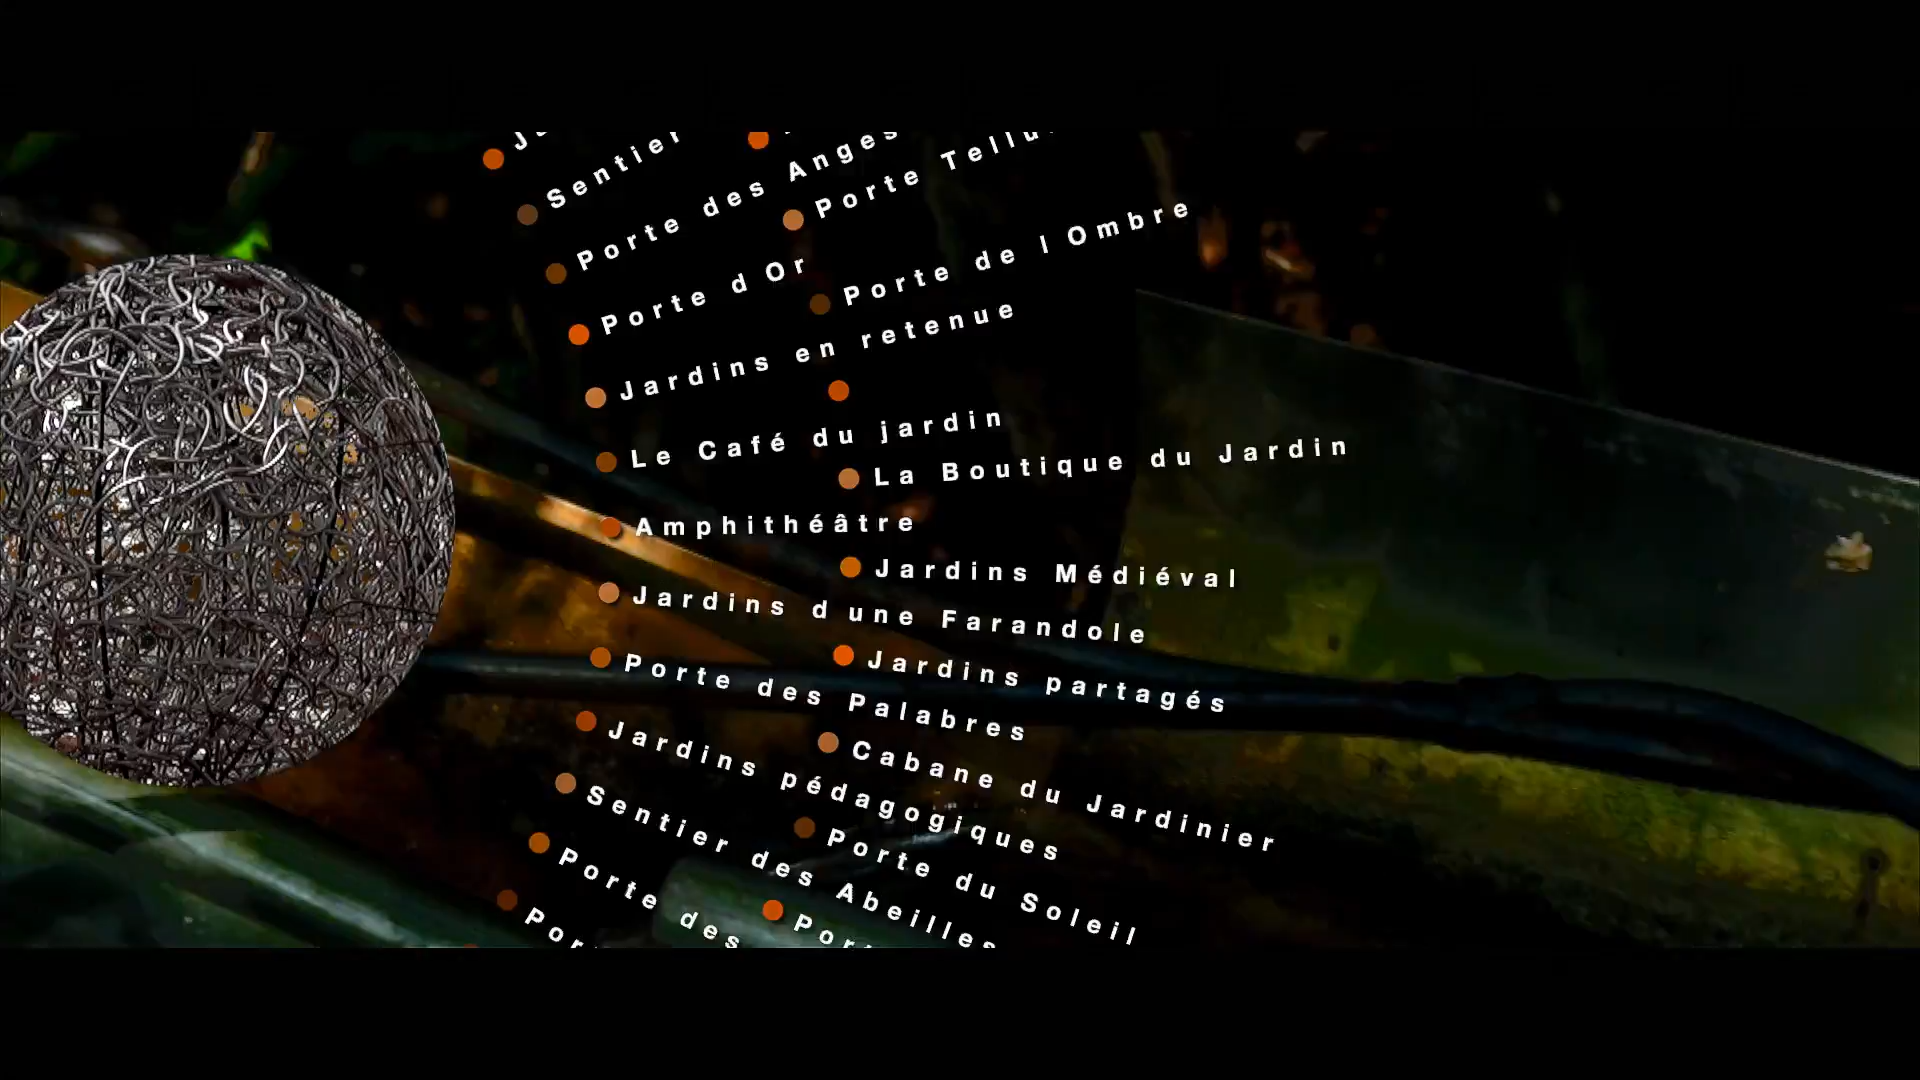 Sentier
Porte des Anges
Porte d Or
Porte de l Ombre
Jardins en retenue
Le Café du jardin
La Boutique du Jardin
Amphithéâtre
Jardins Médiéval
Jardins d une Farandole
Jardins partagés
Porte des Palabres
Cabane du Jardinier
Jardins pédagogiques
Porte du Soleil
Sentier des Abeilles
Porte des
Porte